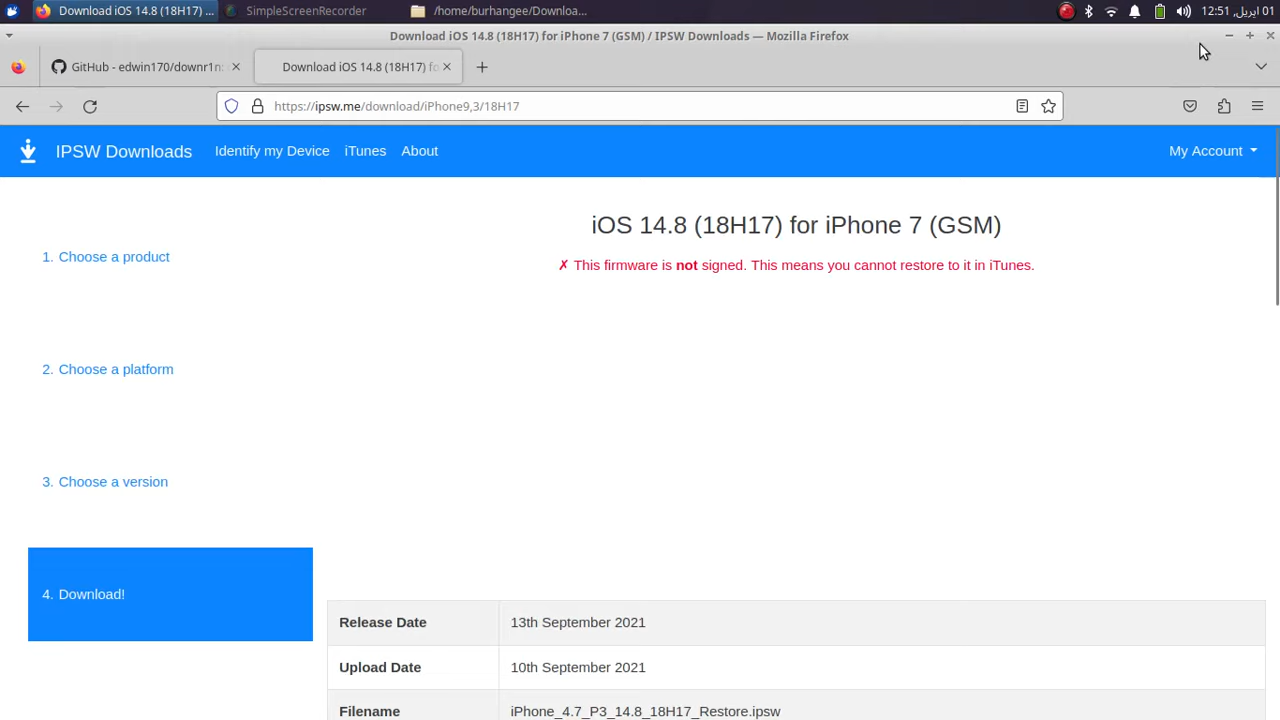 Download iOS 14.8 (18H17) ...
SimpleScreenRecorder
/home/burhangee/Downloa...
01 اپریل, 12:51
Download iOS 14.8 (18H17) for iPhone 7 (GSM) / IPSW Downloads — Mozilla Firefox
GitHub - edwin170/downr1n
Download iOS 14.8 (18H17) fo
https://ipsw.me/download/iPhone9,3/18H17
IPSW Downloads
Identify my Device
iTunes
About
My Account
iOS 14.8 (18H17) for iPhone 7 (GSM)
✗ This firmware is not signed. This means you cannot restore to it in iTunes.
1. Choose a product
2. Choose a platform
3. Choose a version
4. Download!
Release Date 13th September 2021
Upload Date 10th September 2021
Filename iPhone_4.7_P3_14.8_18H17_Restore.ipsw